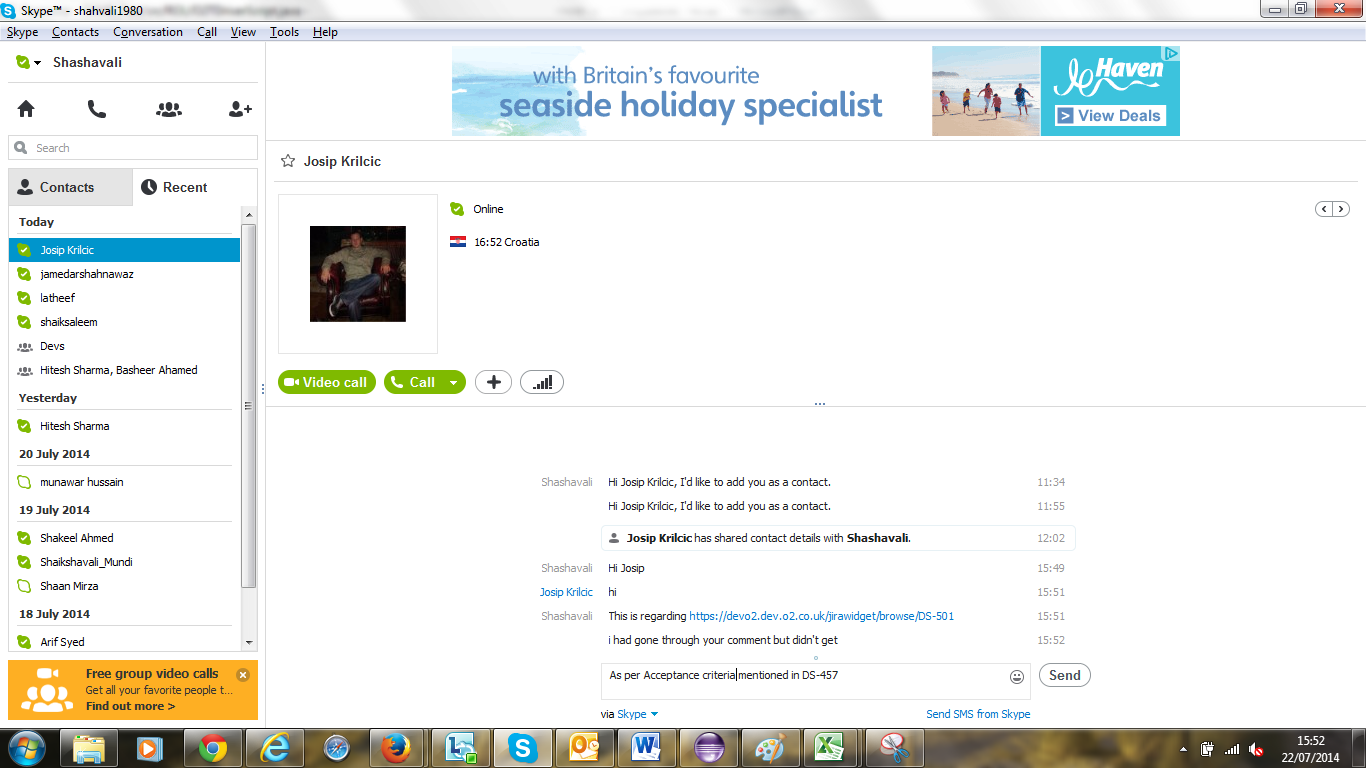 Skype™ - shahvali1980
Skype Contacts Conversation Call View Tools Help
Shashavali
Search
Contacts Recent
Today
Josip Krilcic
jamedarshahnawaz
latheef
shaiksaleem
Devs
Hitesh Sharma, Basheer Ahamed
Yesterday
Hitesh Sharma
20 July 2014
munawar hussain
19 July 2014
Shakeel Ahmed
Shaikshavali_Mundi
Shaan Mirza
18 July 2014
Arif Syed
Free group video calls
Get all your favorite people t...
Find out more >
with Britain's favourite
seaside holiday specialist
Haven
> View Deals
Josip Krilcic
Online
16:52 Croatia
Video call Call
Shashavali Hi Josip Krilcic, I'd like to add you as a contact. 11:34
Hi Josip Krilcic, I'd like to add you as a contact. 11:55
Josip Krilcic has shared contact details with Shashavali. 12:02
Shashavali Hi Josip 15:49
Josip Krilcic hi 15:51
Shashavali This is regarding https://devo2.dev.o2.co.uk/jirawidget/browse/DS-501 15:51
i had gone through your comment but didn't get 15:52
As per Acceptance criteria mentioned in DS-457
Send
via Skype Send SMS from Skype
15:52
22/07/2014